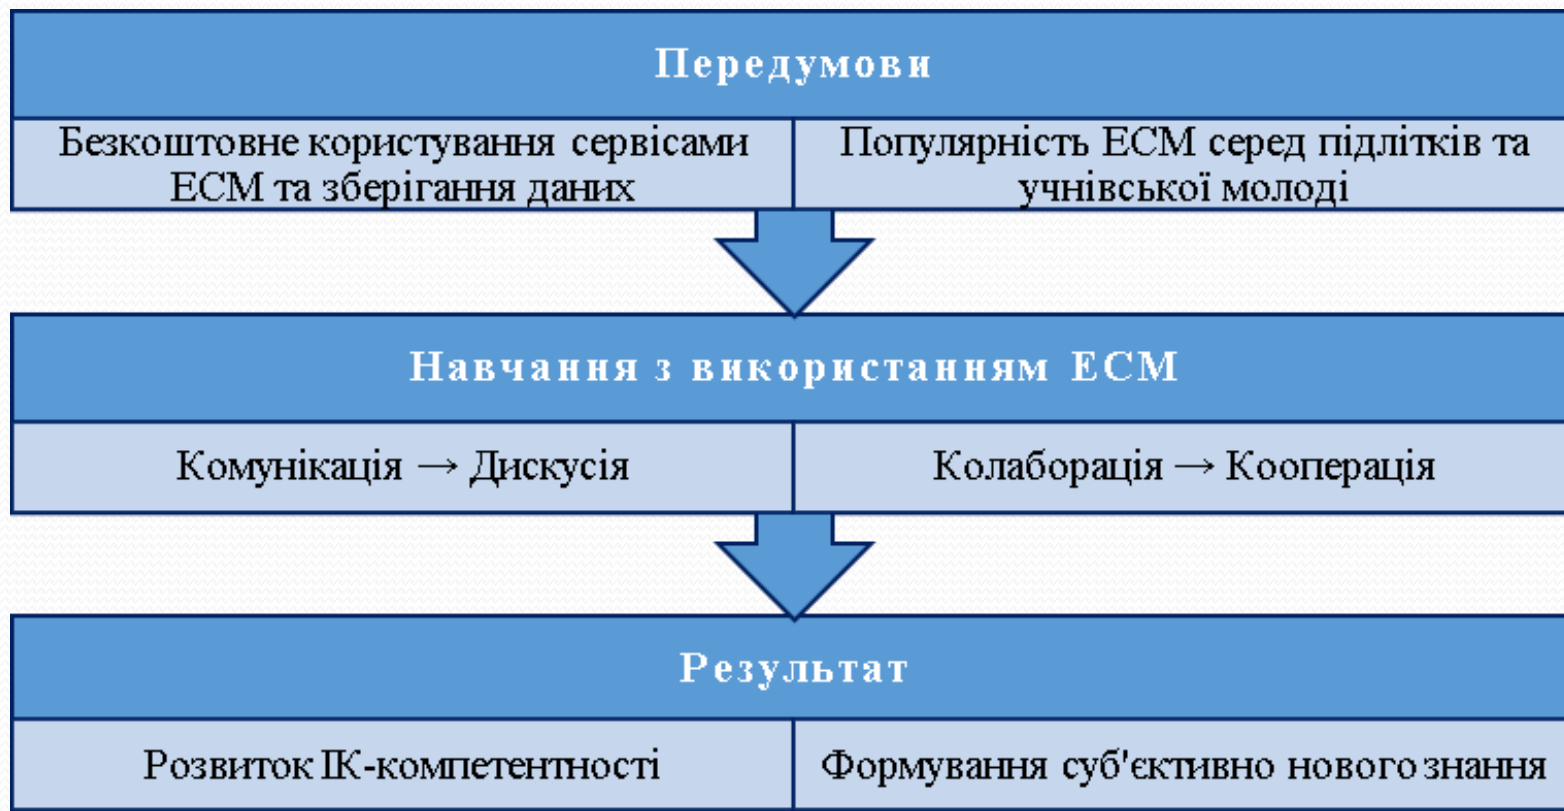 Передумови
Безкоштовне користування сервісами
ЕСМ та зберігання даних
Популярність ЕСМ серед підлітків та
учнівської молоді
Навчання з використанням ЕСМ
Комунікація → Дискусія
Колаборація → Кооперація
Результат
Розвиток ІК-компетентності
Формування суб'єктивно нового знання